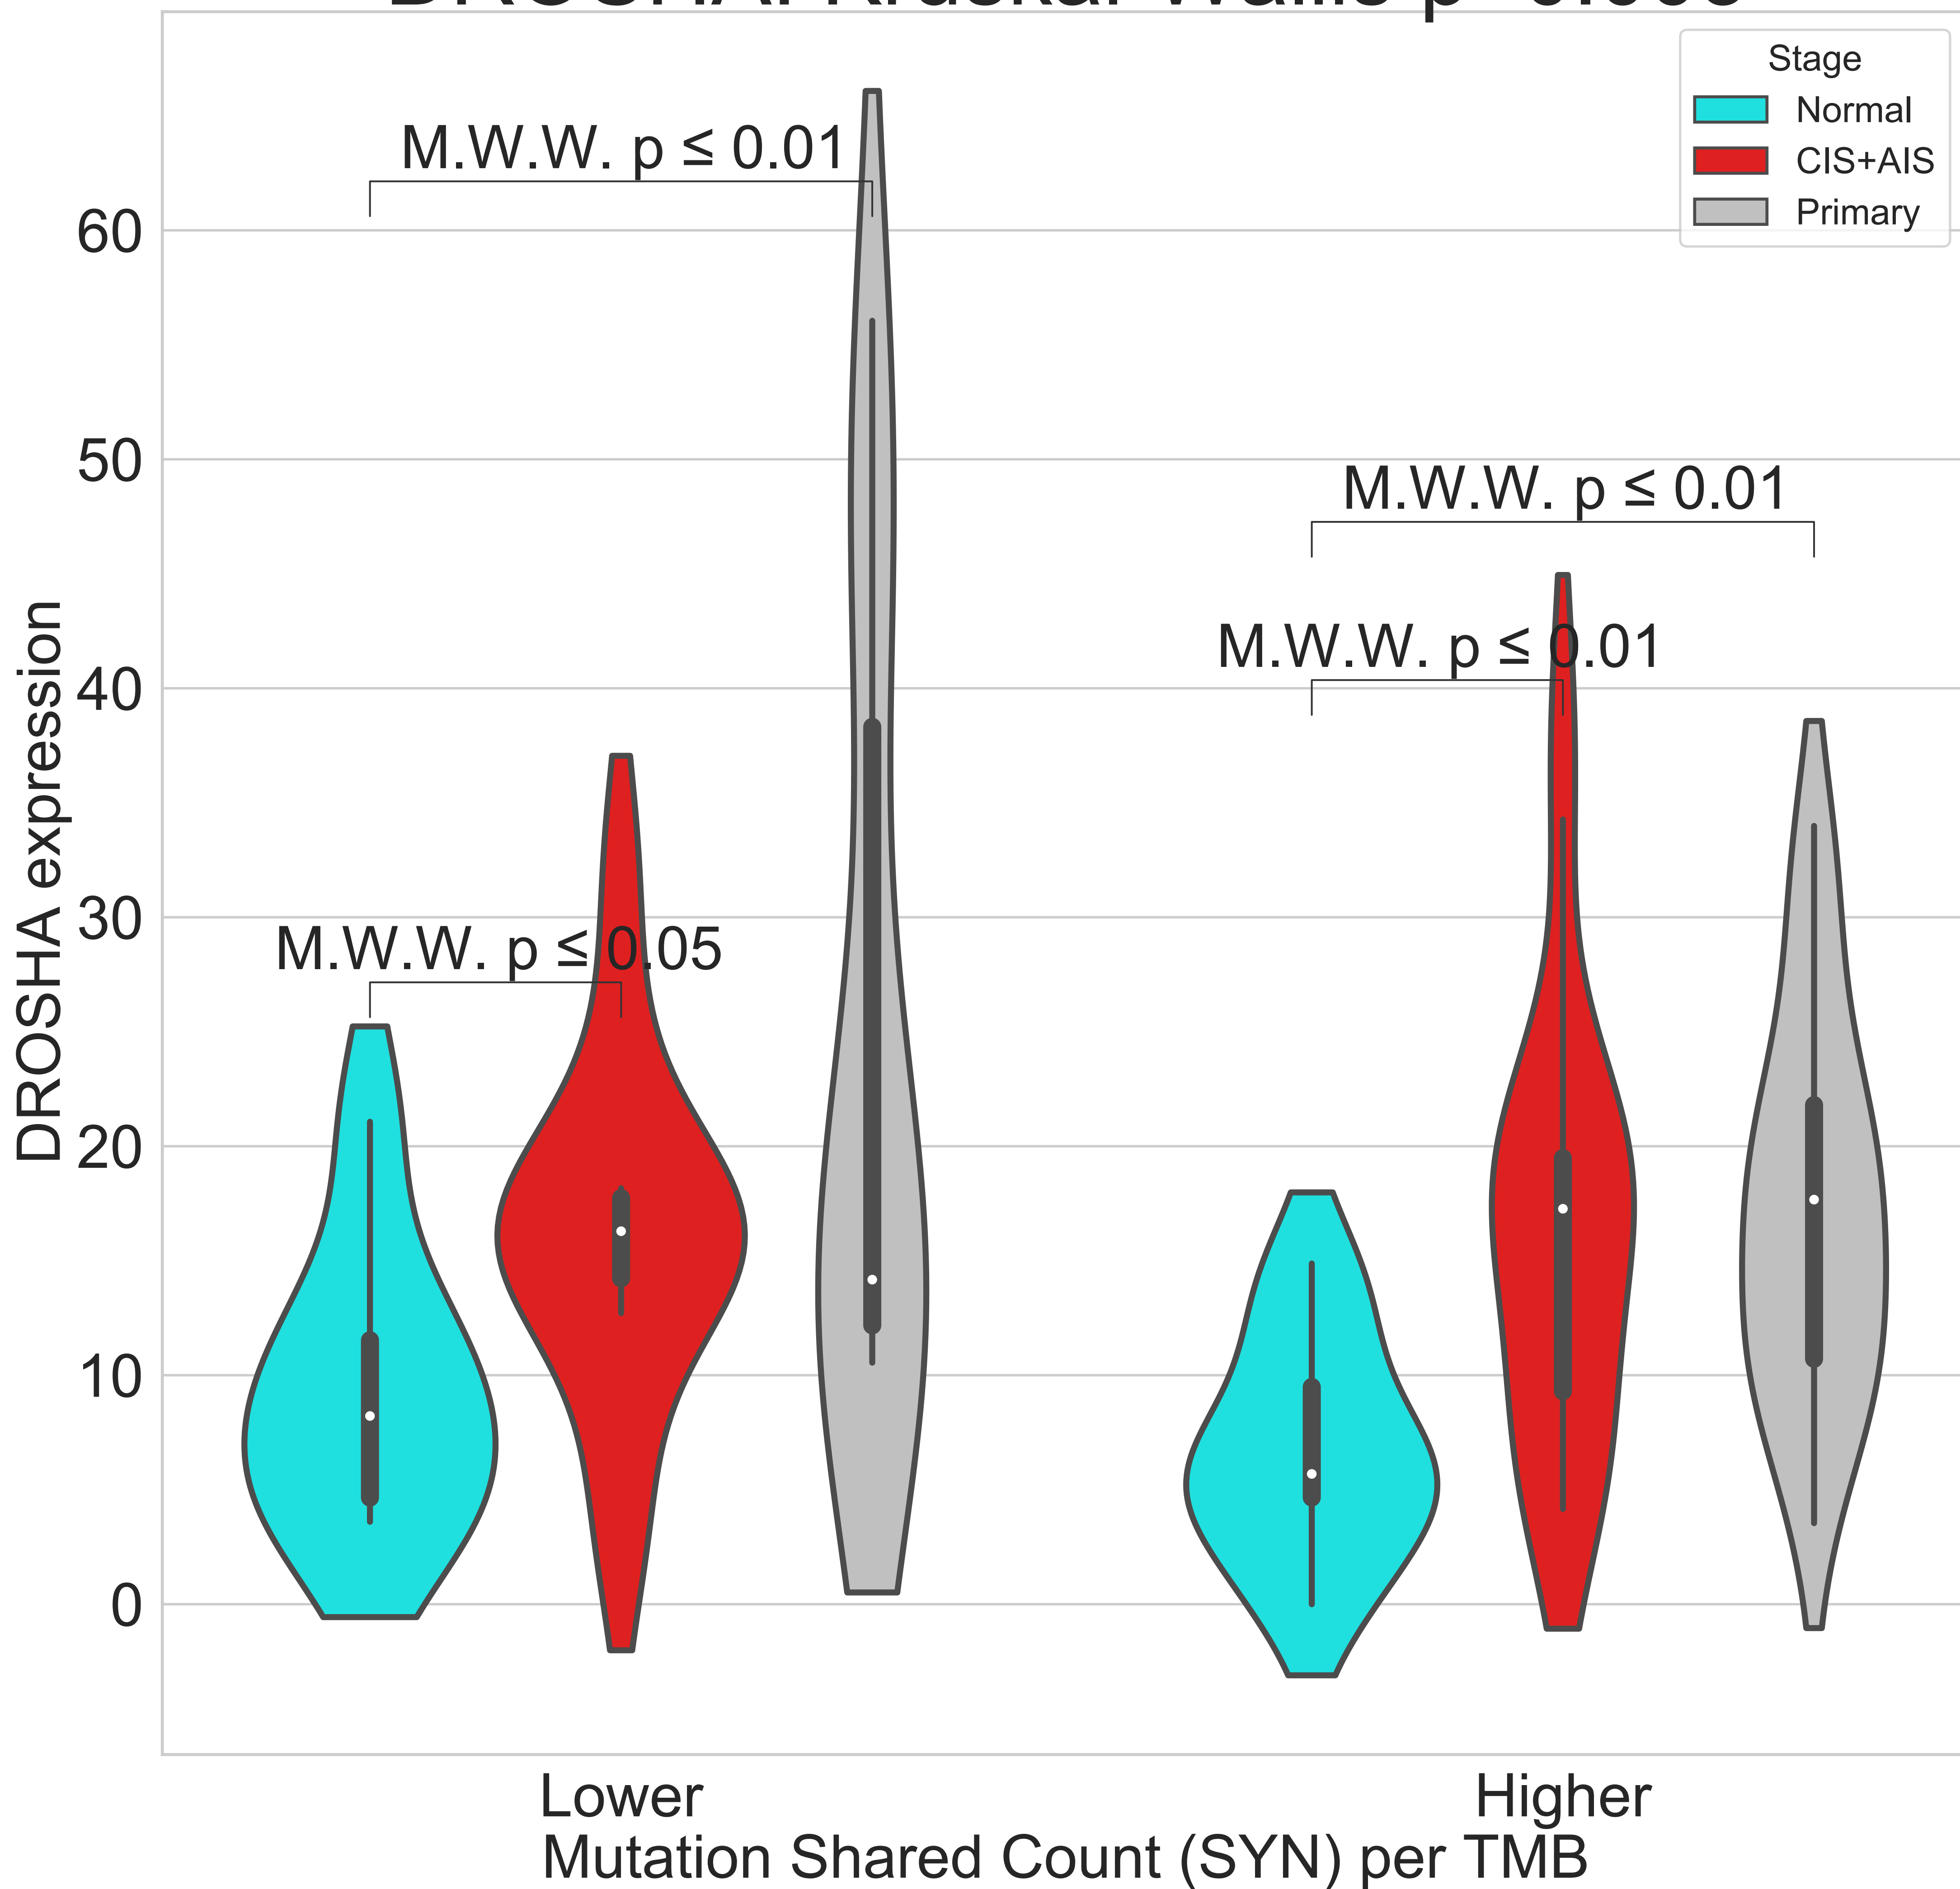 Stage
Normal
CIS+AIS
Primary
M.W.W. p ≤ 0.01
M.W.W. p ≤ 0.01
M.W.W. p ≤ 0.01
M.W.W. p ≤ 0.05
60
50
40
30
20
10
0
DROSHA expression
Lower
Higher
Mutation Shared Count (SYN) per TMB